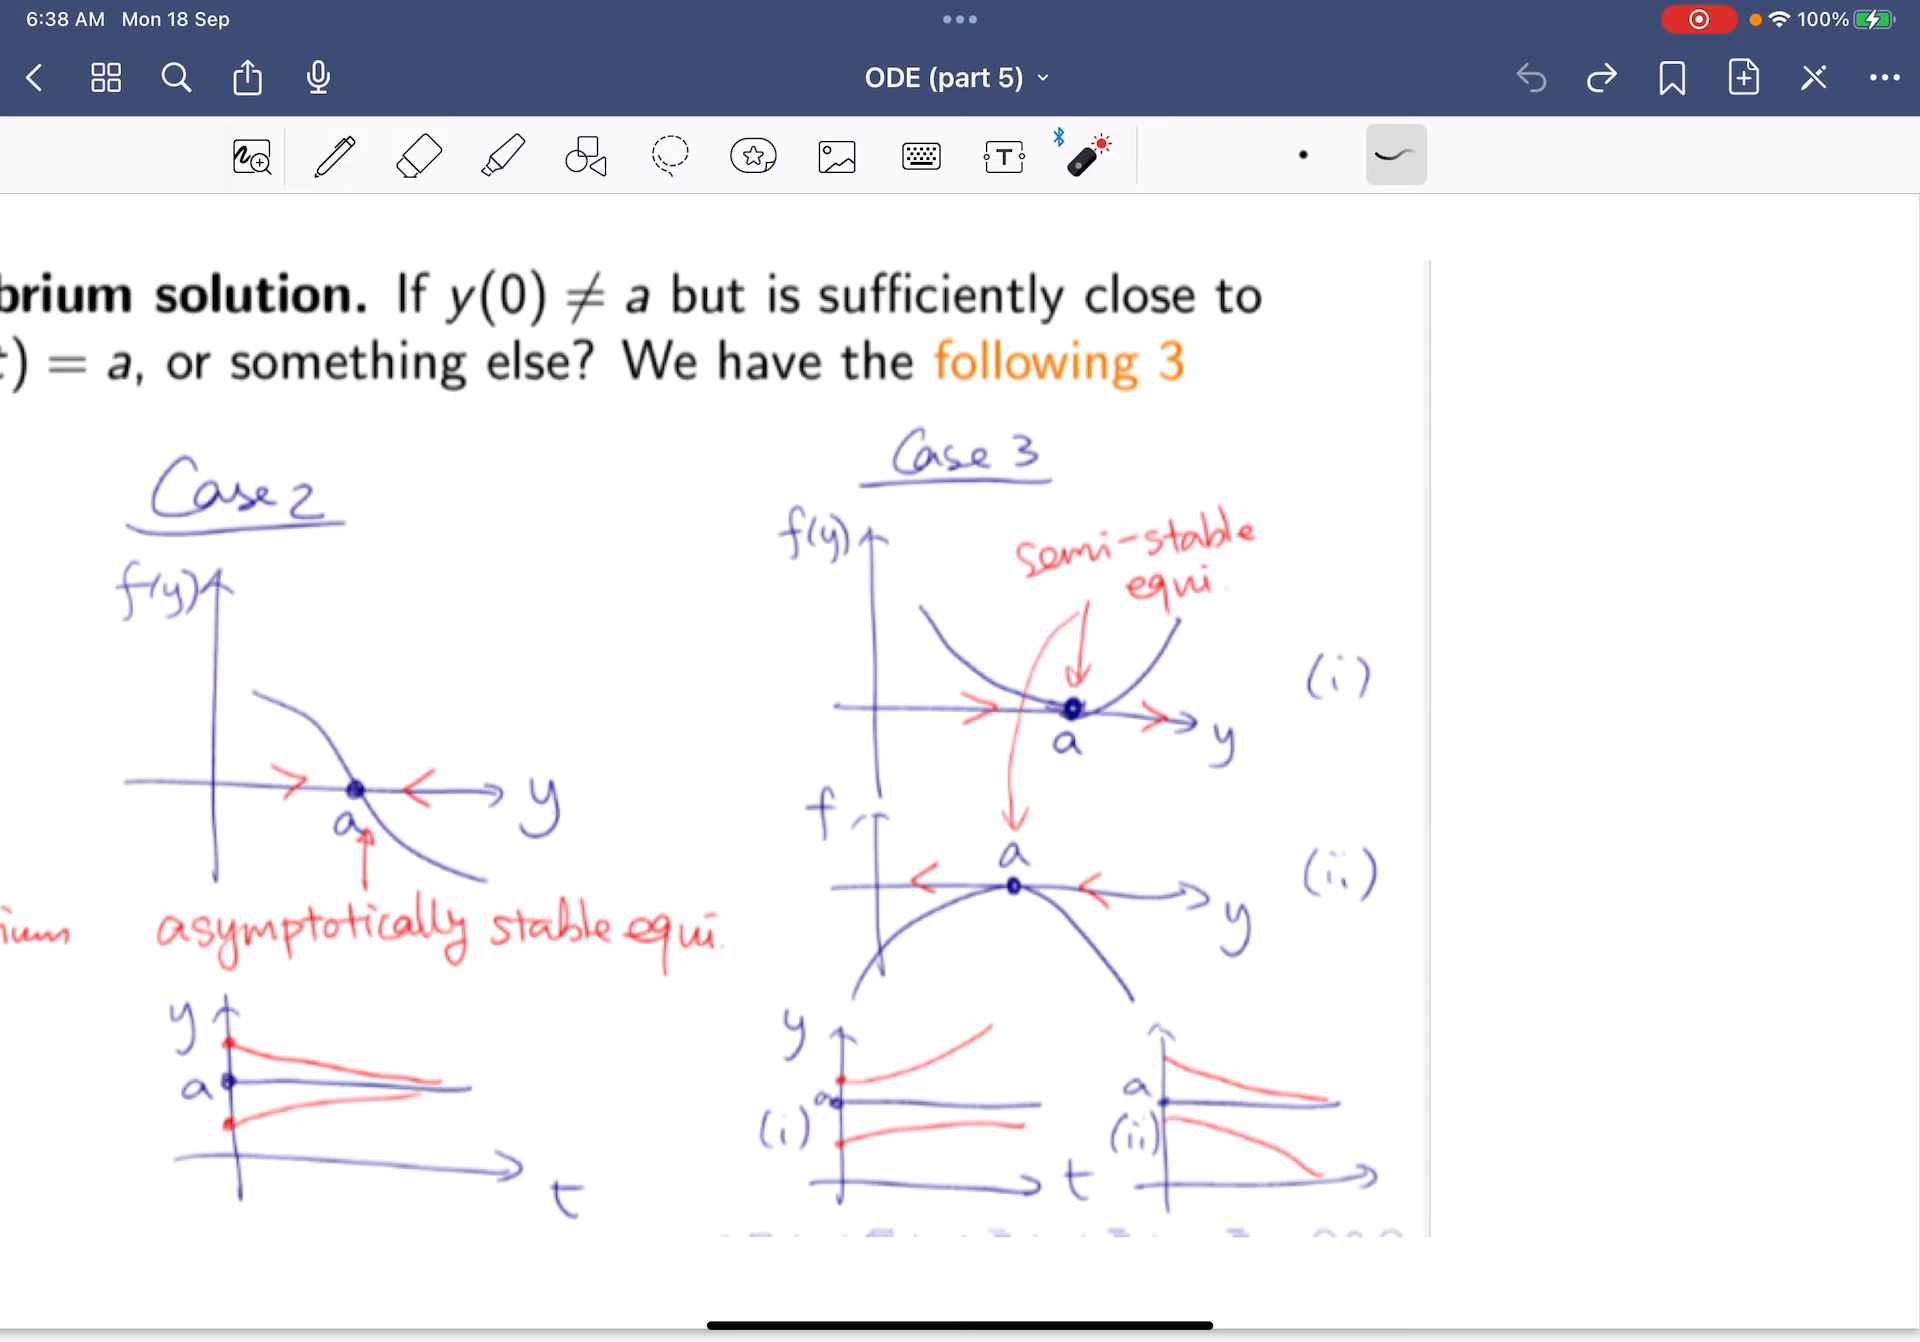 6:38 AM Mon 18 Sep
100%
ODE (part 5)
brium solution. If y(0) ≠ a but is sufficiently close to
t) = a, or something else? We have the following 3
Case 2
f(y)
y
a
ium asymptotically stable equi.
y
a
t
Case 3
f(y)
semi-stable
equi.
(i)
a
y
f
a
(ii)
y
y
a
(i)
t
a
(ii)